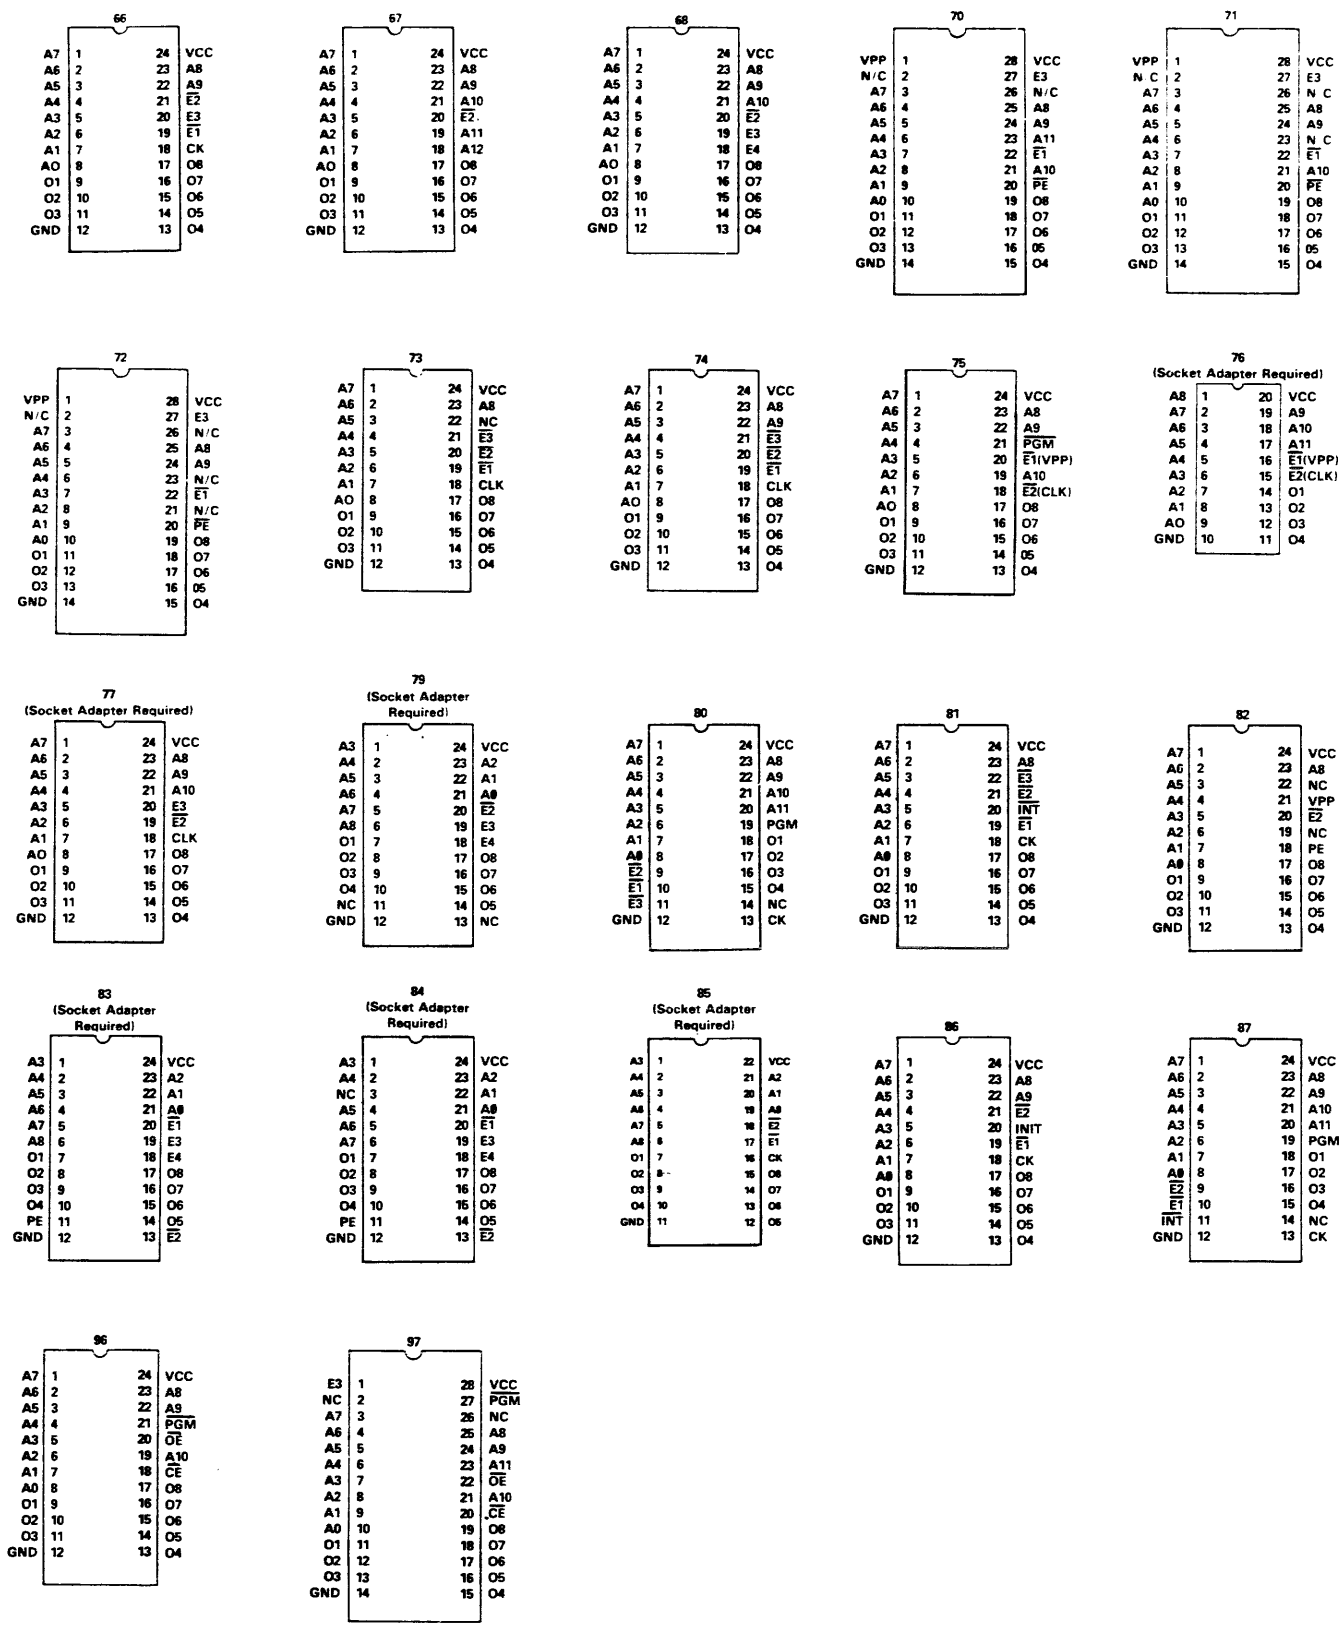 66
A7 1 24 VCC
A6 2 23 A8
A5 3 22 A9
A4 4 21 E2
A3 5 20 E3
A2 6 19 E1
A1 7 18 CK
AO 8 17 O8
O1 9 16 O7
O2 10 15 O6
O3 11 14 O5
GND 12 13 O4
67
A7 1 24 VCC
A6 2 23 A8
A5 3 22 A9
A4 4 21 A10
A3 5 20 E2
A2 6 19 A11
A1 7 18 A12
AO 8 17 O8
O1 9 16 O7
O2 10 15 O6
O3 11 14 O5
GND 12 13 O4
68
A7 1 24 VCC
A6 2 23 A8
A5 3 22 A9
A4 4 21 A10
A3 5 20 E2
A2 6 19 E3
A1 7 18 E4
AO 8 17 O8
O1 9 16 O7
O2 10 15 O6
O3 11 14 O5
GND 12 13 O4
70
VPP 1 28 VCC
N/C 2 27 E3
A7 3 26 N/C
A6 4 25 A8
A5 5 24 A9
A4 6 23 A11
A3 7 22 E1
A2 8 21 A10
A1 9 20 PE
A0 10 19 O8
O1 11 18 O7
O2 12 17 O6
O3 13 16 05
GND 14 15 O4
71
VPP 1 28 VCC
N C 2 27 E3
A7 3 26 N C
A6 4 25 A8
A5 5 24 A9
A4 6 23 N C
A3 7 22 E1
A2 8 21 A10
A1 9 20 PE
A0 10 19 O8
O1 11 18 O7
O2 12 17 O6
O3 13 16 05
GND 14 15 O4
72
VPP 1 28 VCC
N/C 2 27 E3
A7 3 26 N/C
A6 4 25 A8
A5 5 24 A9
A4 6 23 N/C
A3 7 22 E1
A2 8 21 N/C
A1 9 20 PE
A0 10 19 O8
O1 11 18 O7
O2 12 17 O6
O3 13 16 05
GND 14 15 O4
73
A7 1 24 VCC
A6 2 23 A8
A5 3 22 NC
A4 4 21 E3
A3 5 20 E2
A2 6 19 E1
A1 7 18 CLK
AO 8 17 O8
O1 9 16 O7
O2 10 15 O6
O3 11 14 O5
GND 12 13 O4
74
A7 1 24 VCC
A6 2 23 A8
A5 3 22 A9
A4 4 21 E3
A3 5 20 E2
A2 6 19 E1
A1 7 18 CLK
AO 8 17 O8
O1 9 16 O7
O2 10 15 O6
O3 11 14 O5
GND 12 13 O4
75
A7 1 24 VCC
A6 2 23 A8
A5 3 22 A9
A4 4 21 PGM
A3 5 20 E1(VPP)
A2 6 19 A10
A1 7 18 E2(CLK)
AO 8 17 O8
O1 9 16 O7
O2 10 15 O6
O3 11 14 05
GND 12 13 O4
76
(Socket Adapter Required)
A8 1 20 VCC
A7 2 19 A9
A6 3 18 A10
A5 4 17 A11
A4 5 16 E1(VPP)
A3 6 15 E2(CLK)
A2 7 14 O1
A1 8 13 O2
AO 9 12 O3
GND 10 11 O4
77
(Socket Adapter Required)
A7 1 24 VCC
A6 2 23 A8
A5 3 22 A9
A4 4 21 A10
A3 5 20 E3
A2 6 19 E2
A1 7 18 CLK
AO 8 17 O8
O1 9 16 O7
O2 10 15 O6
O3 11 14 O5
GND 12 13 O4
79
(Socket Adapter
Required)
A3 1 24 VCC
A4 2 23 A2
A5 3 22 A1
A6 4 21 A0
A7 5 20 E2
A8 6 19 E3
O1 7 18 E4
O2 8 17 O8
O3 9 16 O7
O4 10 15 O6
NC 11 14 O5
GND 12 13 NC
80
A7 1 24 VCC
A6 2 23 A8
A5 3 22 A9
A4 4 21 A10
A3 5 20 A11
A2 6 19 PGM
A1 7 18 O1
A0 8 17 O2
E2 9 16 O3
E1 10 15 O4
E3 11 14 NC
GND 12 13 CK
81
A7 1 24 VCC
A6 2 23 A8
A5 3 22 E3
A4 4 21 E2
A3 5 20 INT
A2 6 19 E1
A1 7 18 CK
A0 8 17 O8
O1 9 16 O7
O2 10 15 O6
O3 11 14 O5
GND 12 13 O4
82
A7 1 24 VCC
A6 2 23 A8
A5 3 22 NC
A4 4 21 VPP
A3 5 20 E2
A2 6 19 NC
A1 7 18 PE
A0 8 17 O8
O1 9 16 O7
O2 10 15 O6
O3 11 14 O5
GND 12 13 O4
83
(Socket Adapter
Required)
A3 1 24 VCC
A4 2 23 A2
A5 3 22 A1
A6 4 21 A0
A7 5 20 E1
A8 6 19 E3
O1 7 18 E4
O2 8 17 O8
O3 9 16 O7
O4 10 15 O6
PE 11 14 O5
GND 12 13 E2
84
(Socket Adapter
Required)
A3 1 24 VCC
A4 2 23 A2
NC 3 22 A1
A5 4 21 A0
A6 5 20 E1
A7 6 19 E3
O1 7 18 E4
O2 8 17 O8
O3 9 16 O7
O4 10 15 O6
PE 11 14 O5
GND 12 13 E2
85
(Socket Adapter
Required)
A3 1 22 VCC
A4 2 21 A2
A5 3 20 A1
A6 4 19 A0
A7 5 18 E2
A8 6 17 E1
O1 7 16 CK
O2 8 15 O8
O3 9 14 O7
O4 10 13 O6
GND 11 12 O5
86
A7 1 24 VCC
A6 2 23 A8
A5 3 22 A9
A4 4 21 E2
A3 5 20 INIT
A2 6 19 E1
A1 7 18 CK
A0 8 17 O8
O1 9 16 O7
O2 10 15 O6
O3 11 14 O5
GND 12 13 O4
87
A7 1 24 VCC
A6 2 23 A8
A5 3 22 A9
A4 4 21 A10
A3 5 20 A11
A2 6 19 PGM
A1 7 18 O1
A0 8 17 O2
E2 9 16 O3
E1 10 15 O4
INT 11 14 NC
GND 12 13 CK
96
A7 1 24 VCC
A6 2 23 A8
A5 3 22 A9
A4 4 21 PGM
A3 5 20 OE
A2 6 19 A10
A1 7 18 CE
A0 8 17 O8
O1 9 16 O7
O2 10 15 O6
O3 11 14 O5
GND 12 13 O4
97
E3 1 28 VCC
NC 2 27 PGM
A7 3 26 NC
A6 4 25 A8
A5 5 24 A9
A4 6 23 A11
A3 7 22 OE
A2 8 21 A10
A1 9 20 CE
A0 10 19 O8
O1 11 18 O7
O2 12 17 O6
O3 13 16 O5
GND 14 15 O4